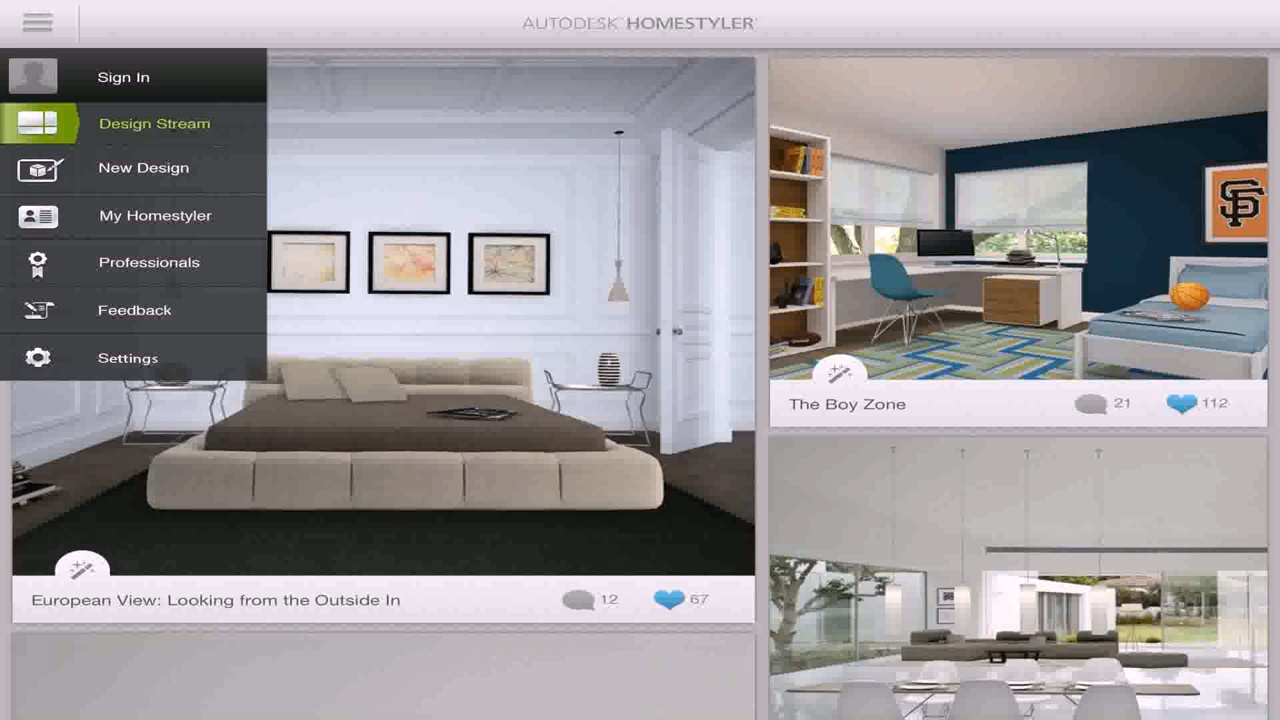 AUTODESK HOMESTYLER
Sign In
Design Stream
New Design
My Homestyler
Professionals
Feedback
Settings
SF
The Boy Zone
21
112
European View: Looking from the Outside In
12
67